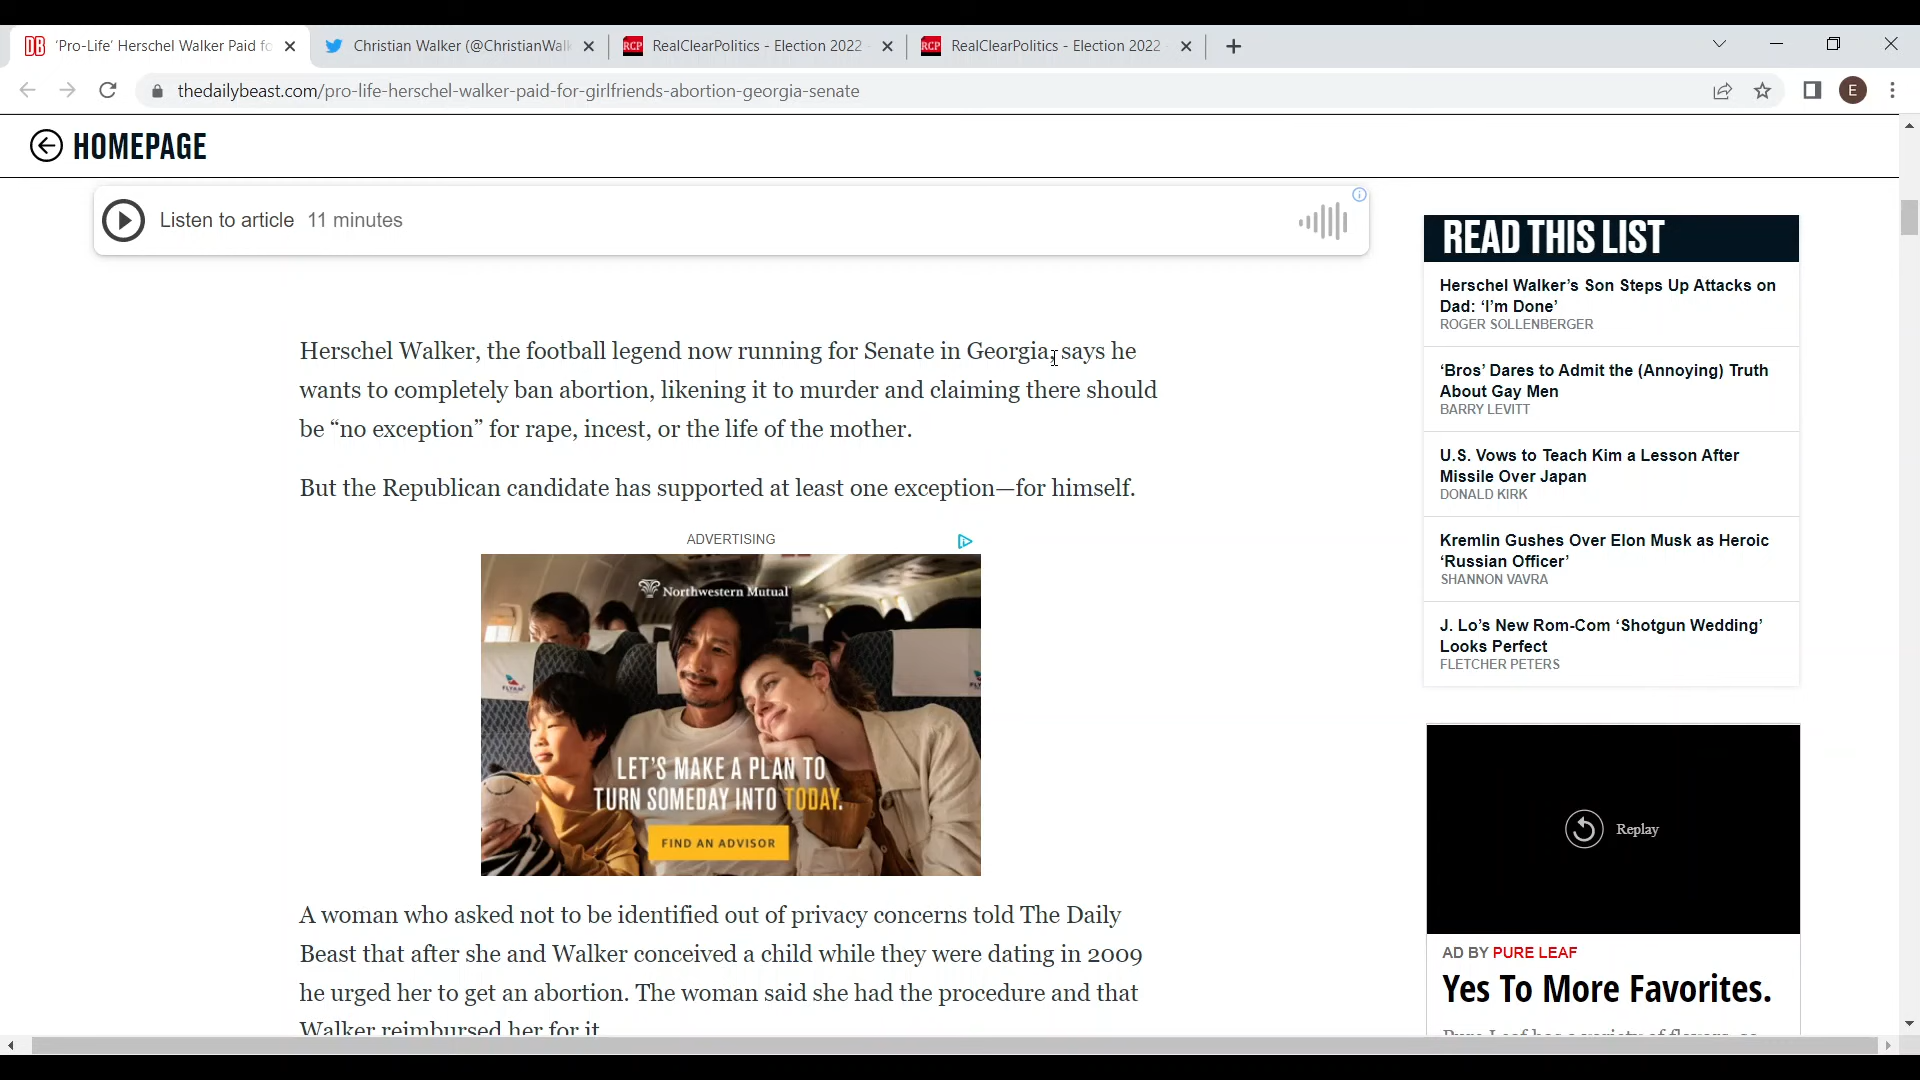 DB 'Pro-Life' Herschel Walker Paid fo
Christian Walker (@ChristianWalk
RCP RealClearPolitics - Election 2022
RCP RealClearPolitics - Election 2022
thedailybeast.com/pro-life-herschel-walker-paid-for-girlfriends-abortion-georgia-senate
E
HOMEPAGE
Listen to article 11 minutes
Herschel Walker, the football legend now running for Senate in Georgia, says he
wants to completely ban abortion, likening it to murder and claiming there should
be “no exception” for rape, incest, or the life of the mother.
But the Republican candidate has supported at least one exception—for himself.
ADVERTISING
Northwestern Mutual
FLYAN
LET'S MAKE A PLAN TO
TURN SOMEDAY INTO TODAY.
FIND AN ADVISOR
A woman who asked not to be identified out of privacy concerns told The Daily
Beast that after she and Walker conceived a child while they were dating in 2009
he urged her to get an abortion. The woman said she had the procedure and that
Walker reimbursed her for it
READ THIS LIST
Herschel Walker’s Son Steps Up Attacks on
Dad: ‘I’m Done’
ROGER SOLLENBERGER
‘Bros’ Dares to Admit the (Annoying) Truth
About Gay Men
BARRY LEVITT
U.S. Vows to Teach Kim a Lesson After
Missile Over Japan
DONALD KIRK
Kremlin Gushes Over Elon Musk as Heroic
‘Russian Officer’
SHANNON VAVRA
J. Lo’s New Rom-Com ‘Shotgun Wedding’
Looks Perfect
FLETCHER PETERS
Replay
AD BY PURE LEAF
Yes To More Favorites.